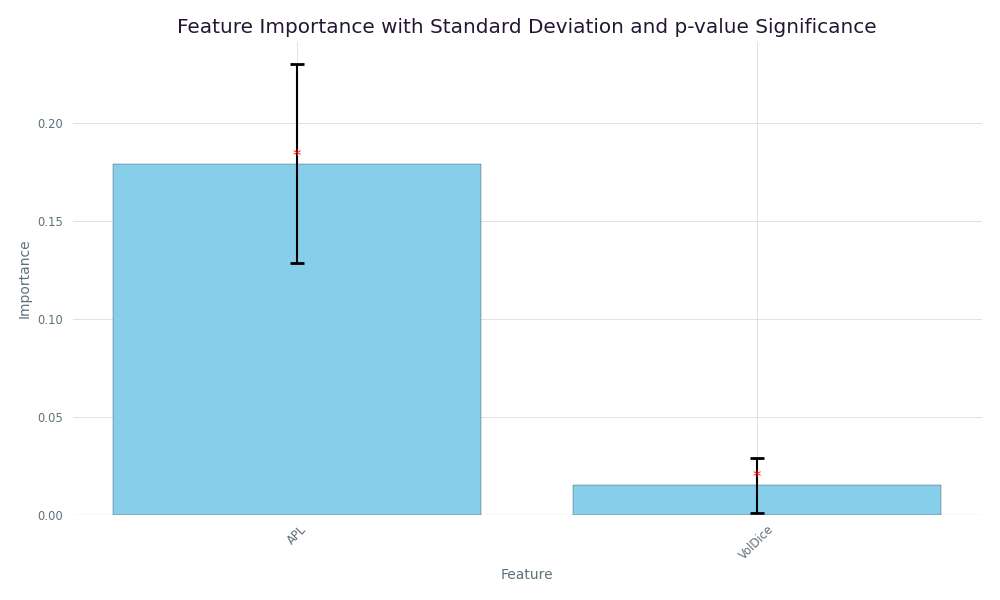 Feature Importance with Standard Deviation and p-value Significance
Importance
0.20
0.15
0.10
0.05
0.00
*
*
APL
VolDice
Feature